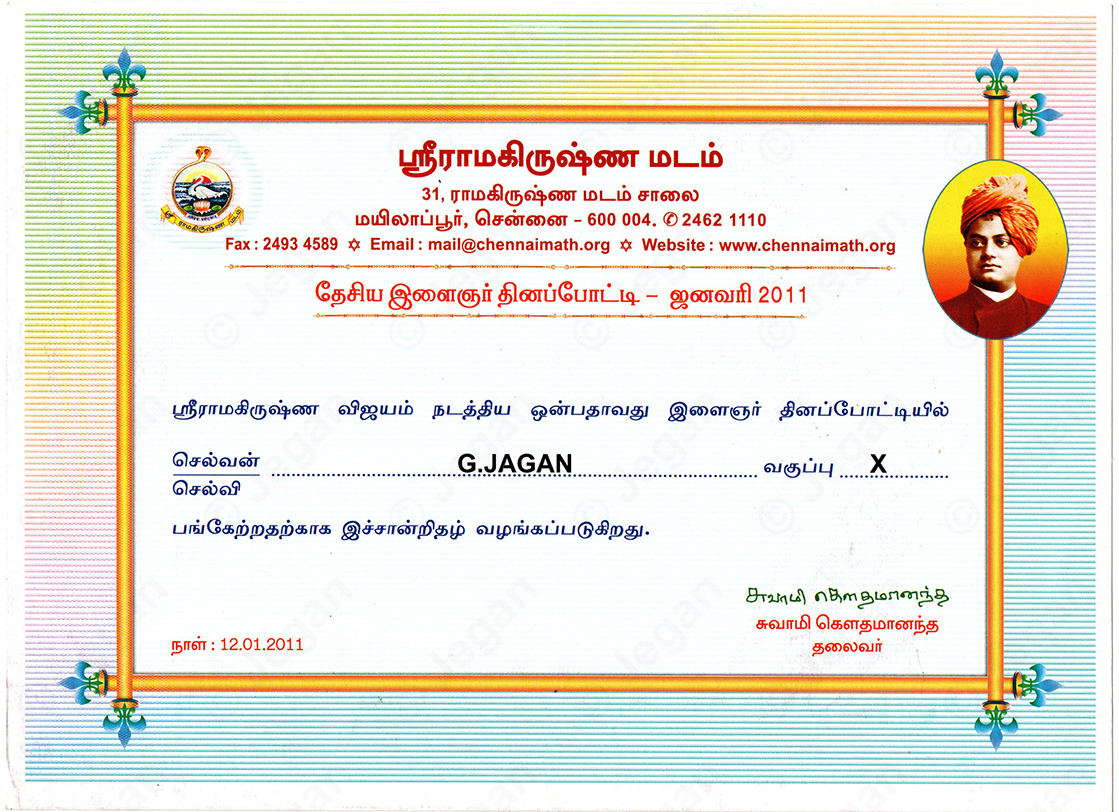 ஸ்ரீராமகிருஷ்ண மடம்
31, ராமகிருஷ்ண மடம் சாலை
மயிலாப்பூர், சென்னை – 600 004. ✆ 2462 1110
Fax : 2493 4589 ✡ Email : mail@chennaimath.org ✡ Website : www.chennaimath.org
ஸ்ரீ ராமகிருஷ்ண மடம்
தேசிய இளைஞர் தினப்போட்டி – ஜனவரி 2011
ஸ்ரீராமகிருஷ்ண விஜயம் நடத்திய ஒன்பதாவது இளைஞர் தினப்போட்டியில்
செல்வன் G.JAGAN வகுப்பு X
செல்வி
பங்கேற்றதற்காக இச்சான்றிதழ் வழங்கப்படுகிறது.
சுவாமி கௌதமானந்த
சுவாமி கௌதமானந்த
நாள் : 12.01.2011
தலைவர்
© Jegan